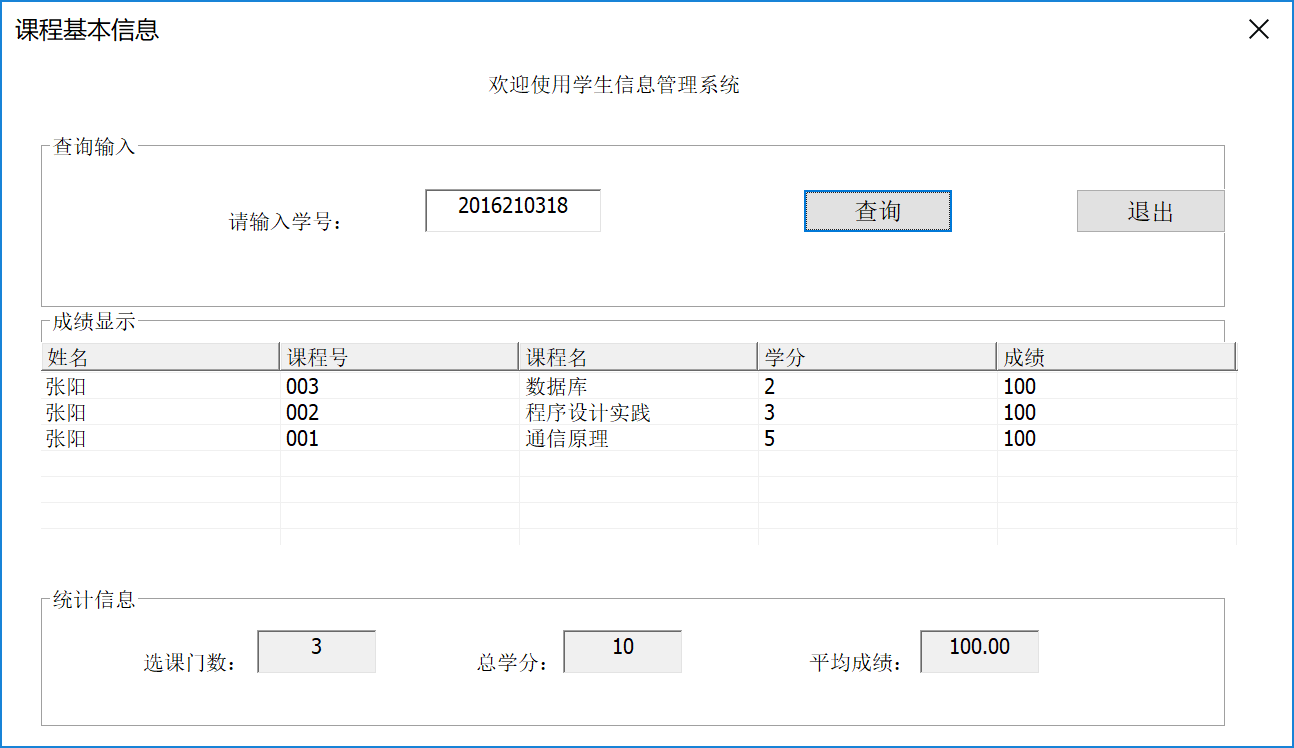 课程基本信息
欢迎使用学生信息管理系统
查询输入
请输入学号： 2016210318 查询 退出
成绩显示
姓名 课程号 课程名 学分 成绩
张阳 003 数据库 2 100
张阳 002 程序设计实践 3 100
张阳 001 通信原理 5 100
统计信息
选课门数： 3 总学分： 10 平均成绩： 100.00